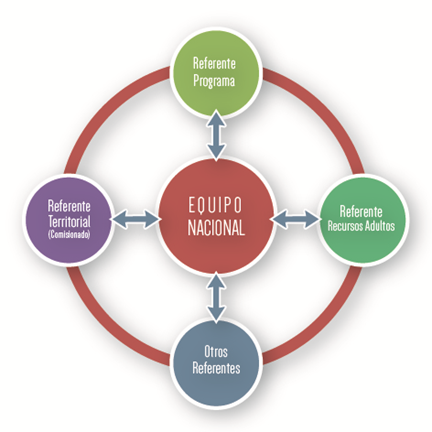 Referente
Programa
Referente
Territorial
(Comisionado)
EQUIPO
NACIONAL
Referente
Recursos Adultos
Otros
Referentes